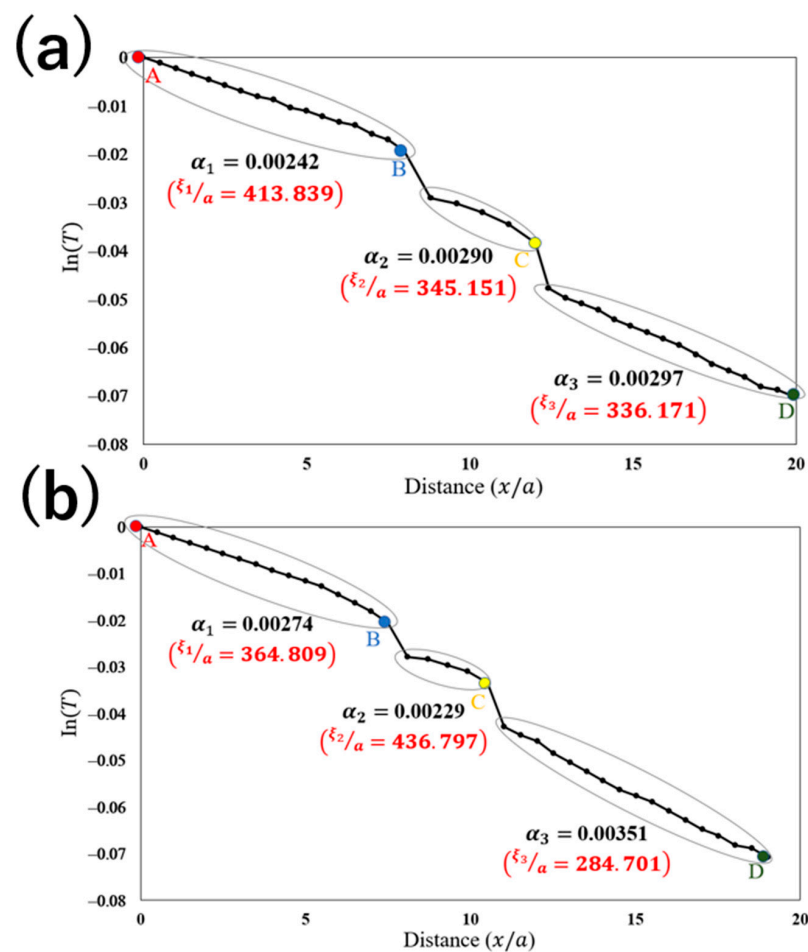 (a)
0
−0.01
−0.02
−0.03
−0.04
−0.05
−0.06
−0.07
−0.08
In(T)
A
B
C
D
α₁ = 0.00242
(ξ₁/a = 413.839)
α₂ = 0.00290
(ξ₂/a = 345.151)
α₃ = 0.00297
(ξ₃/a = 336.171)
0 5 10 15 20
Distance (x/a)
(b)
0
−0.01
−0.02
−0.03
−0.04
−0.05
−0.06
−0.07
−0.08
In(T)
A
B
C
D
α₁ = 0.00274
(ξ₁/a = 364.809)
α₂ = 0.00229
(ξ₂/a = 436.797)
α₃ = 0.00351
(ξ₃/a = 284.701)
0 5 10 15 20
Distance (x/a)